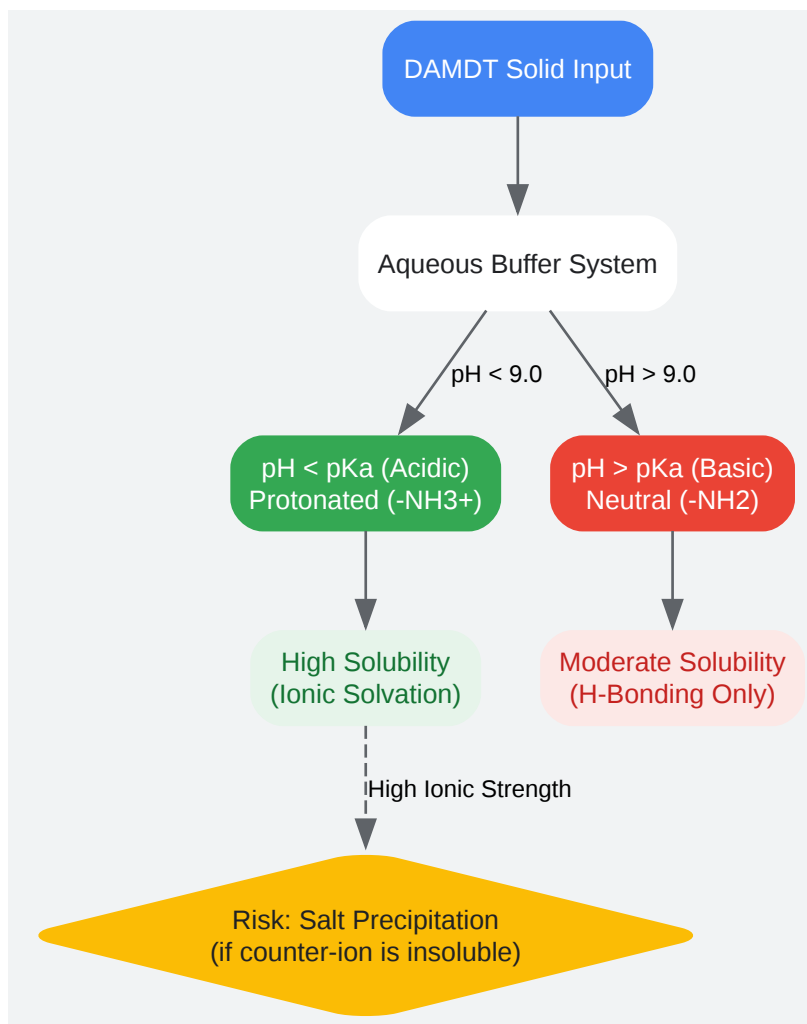 DAMDT Solid Input
Aqueous Buffer System
pH < 9.0
pH > 9.0
pH < pKa (Acidic)
Protonated (-NH3+)
pH > pKa (Basic)
Neutral (-NH2)
High Solubility
(Ionic Solvation)
Moderate Solubility
(H-Bonding Only)
High Ionic Strength
Risk: Salt Precipitation
(if counter-ion is insoluble)